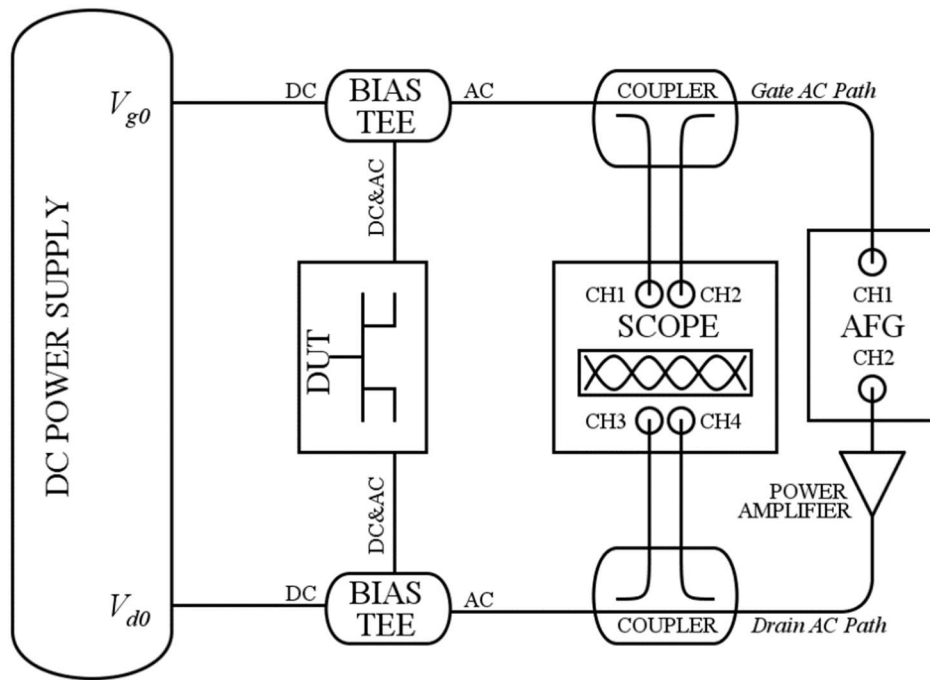 DC POWER SUPPLY
Vg0
DC
BIAS
TEE
AC
COUPLER
Gate AC Path
DC&AC
DUT
CH1
CH2
SCOPE
CH3
CH4
CH1
AFG
CH2
POWER
AMPLIFIER
DC&AC
Vd0
DC
BIAS
TEE
AC
COUPLER
Drain AC Path